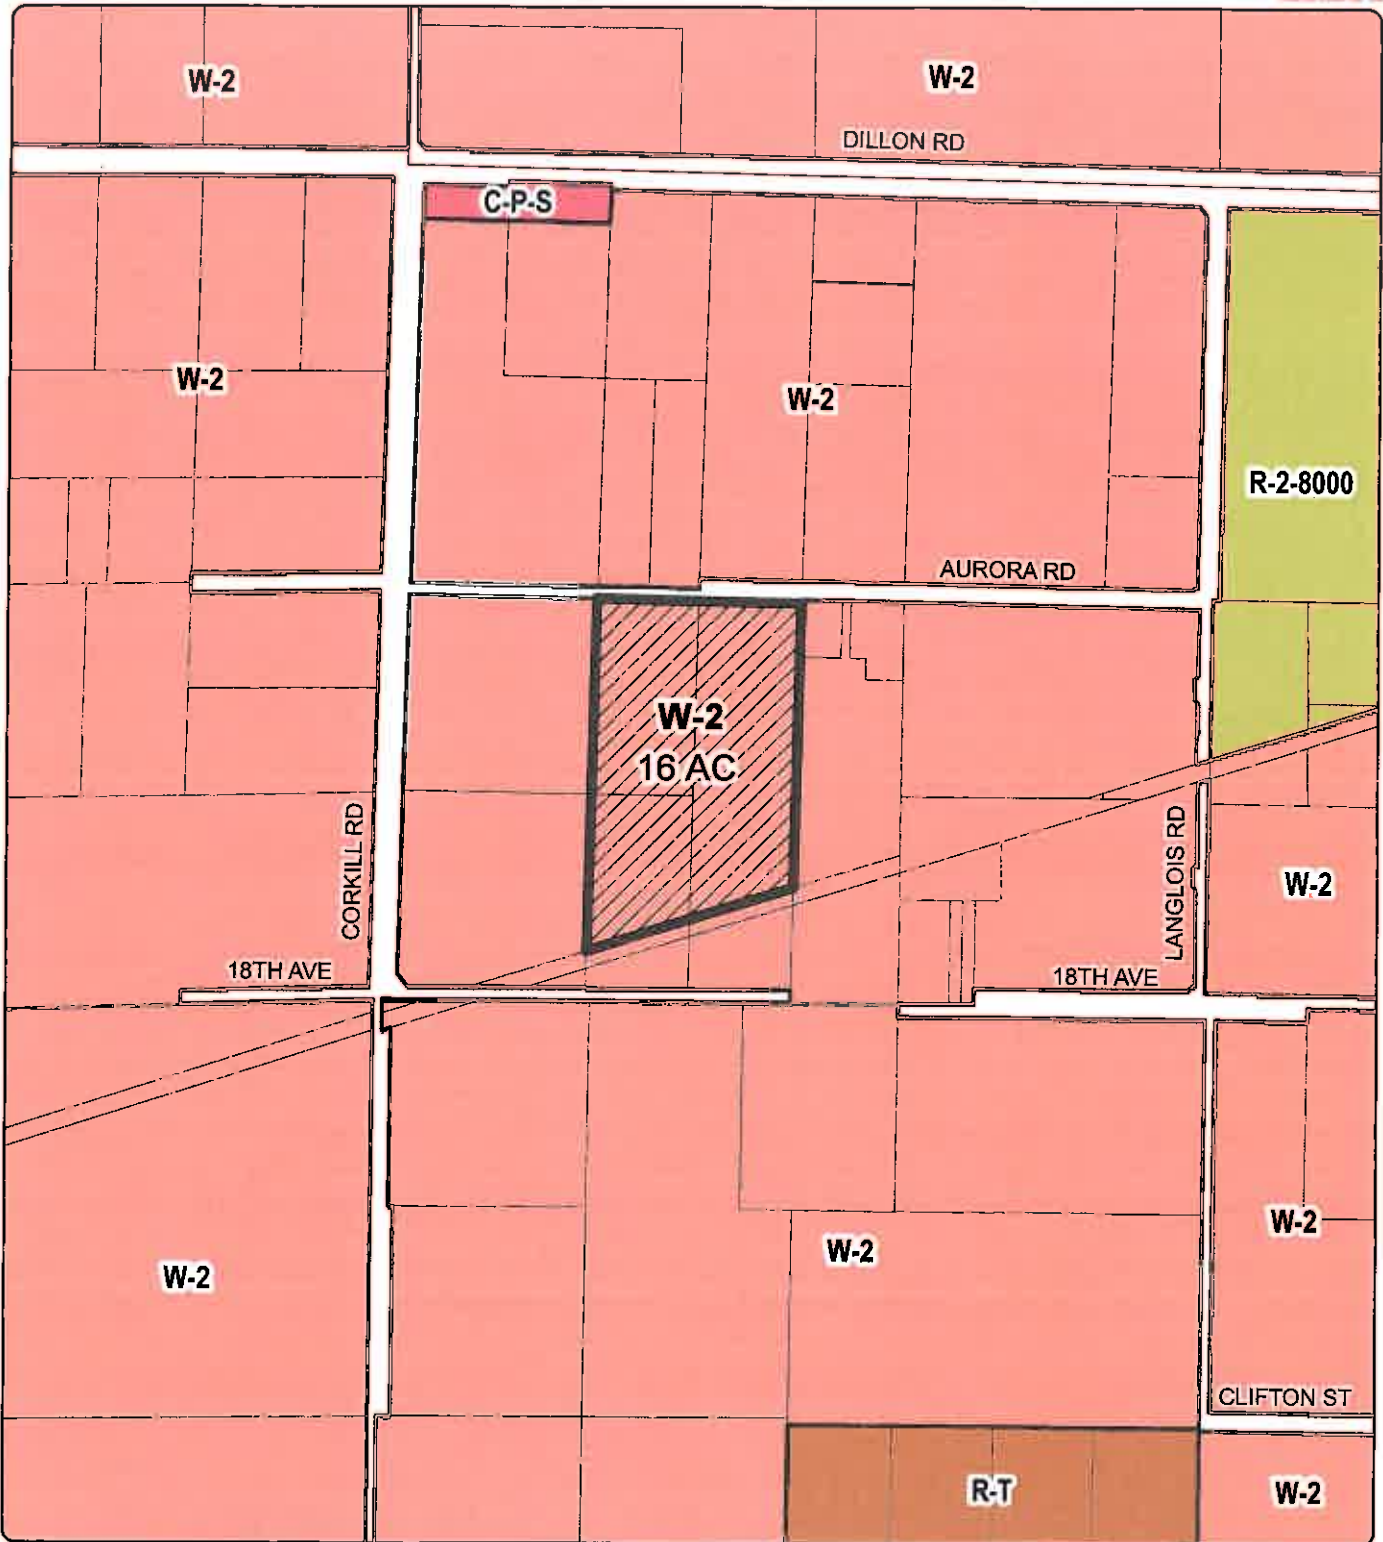 W-2
W-2
DILLON RD
C-P-S
W-2
W-2
R-2-8000
AURORA RD
W-2
16 AC
CORKILL RD
LANGLOIS RD
W-2
18TH AVE
18TH AVE
W-2
W-2
W-2
CLIFTON ST
R-T
W-2